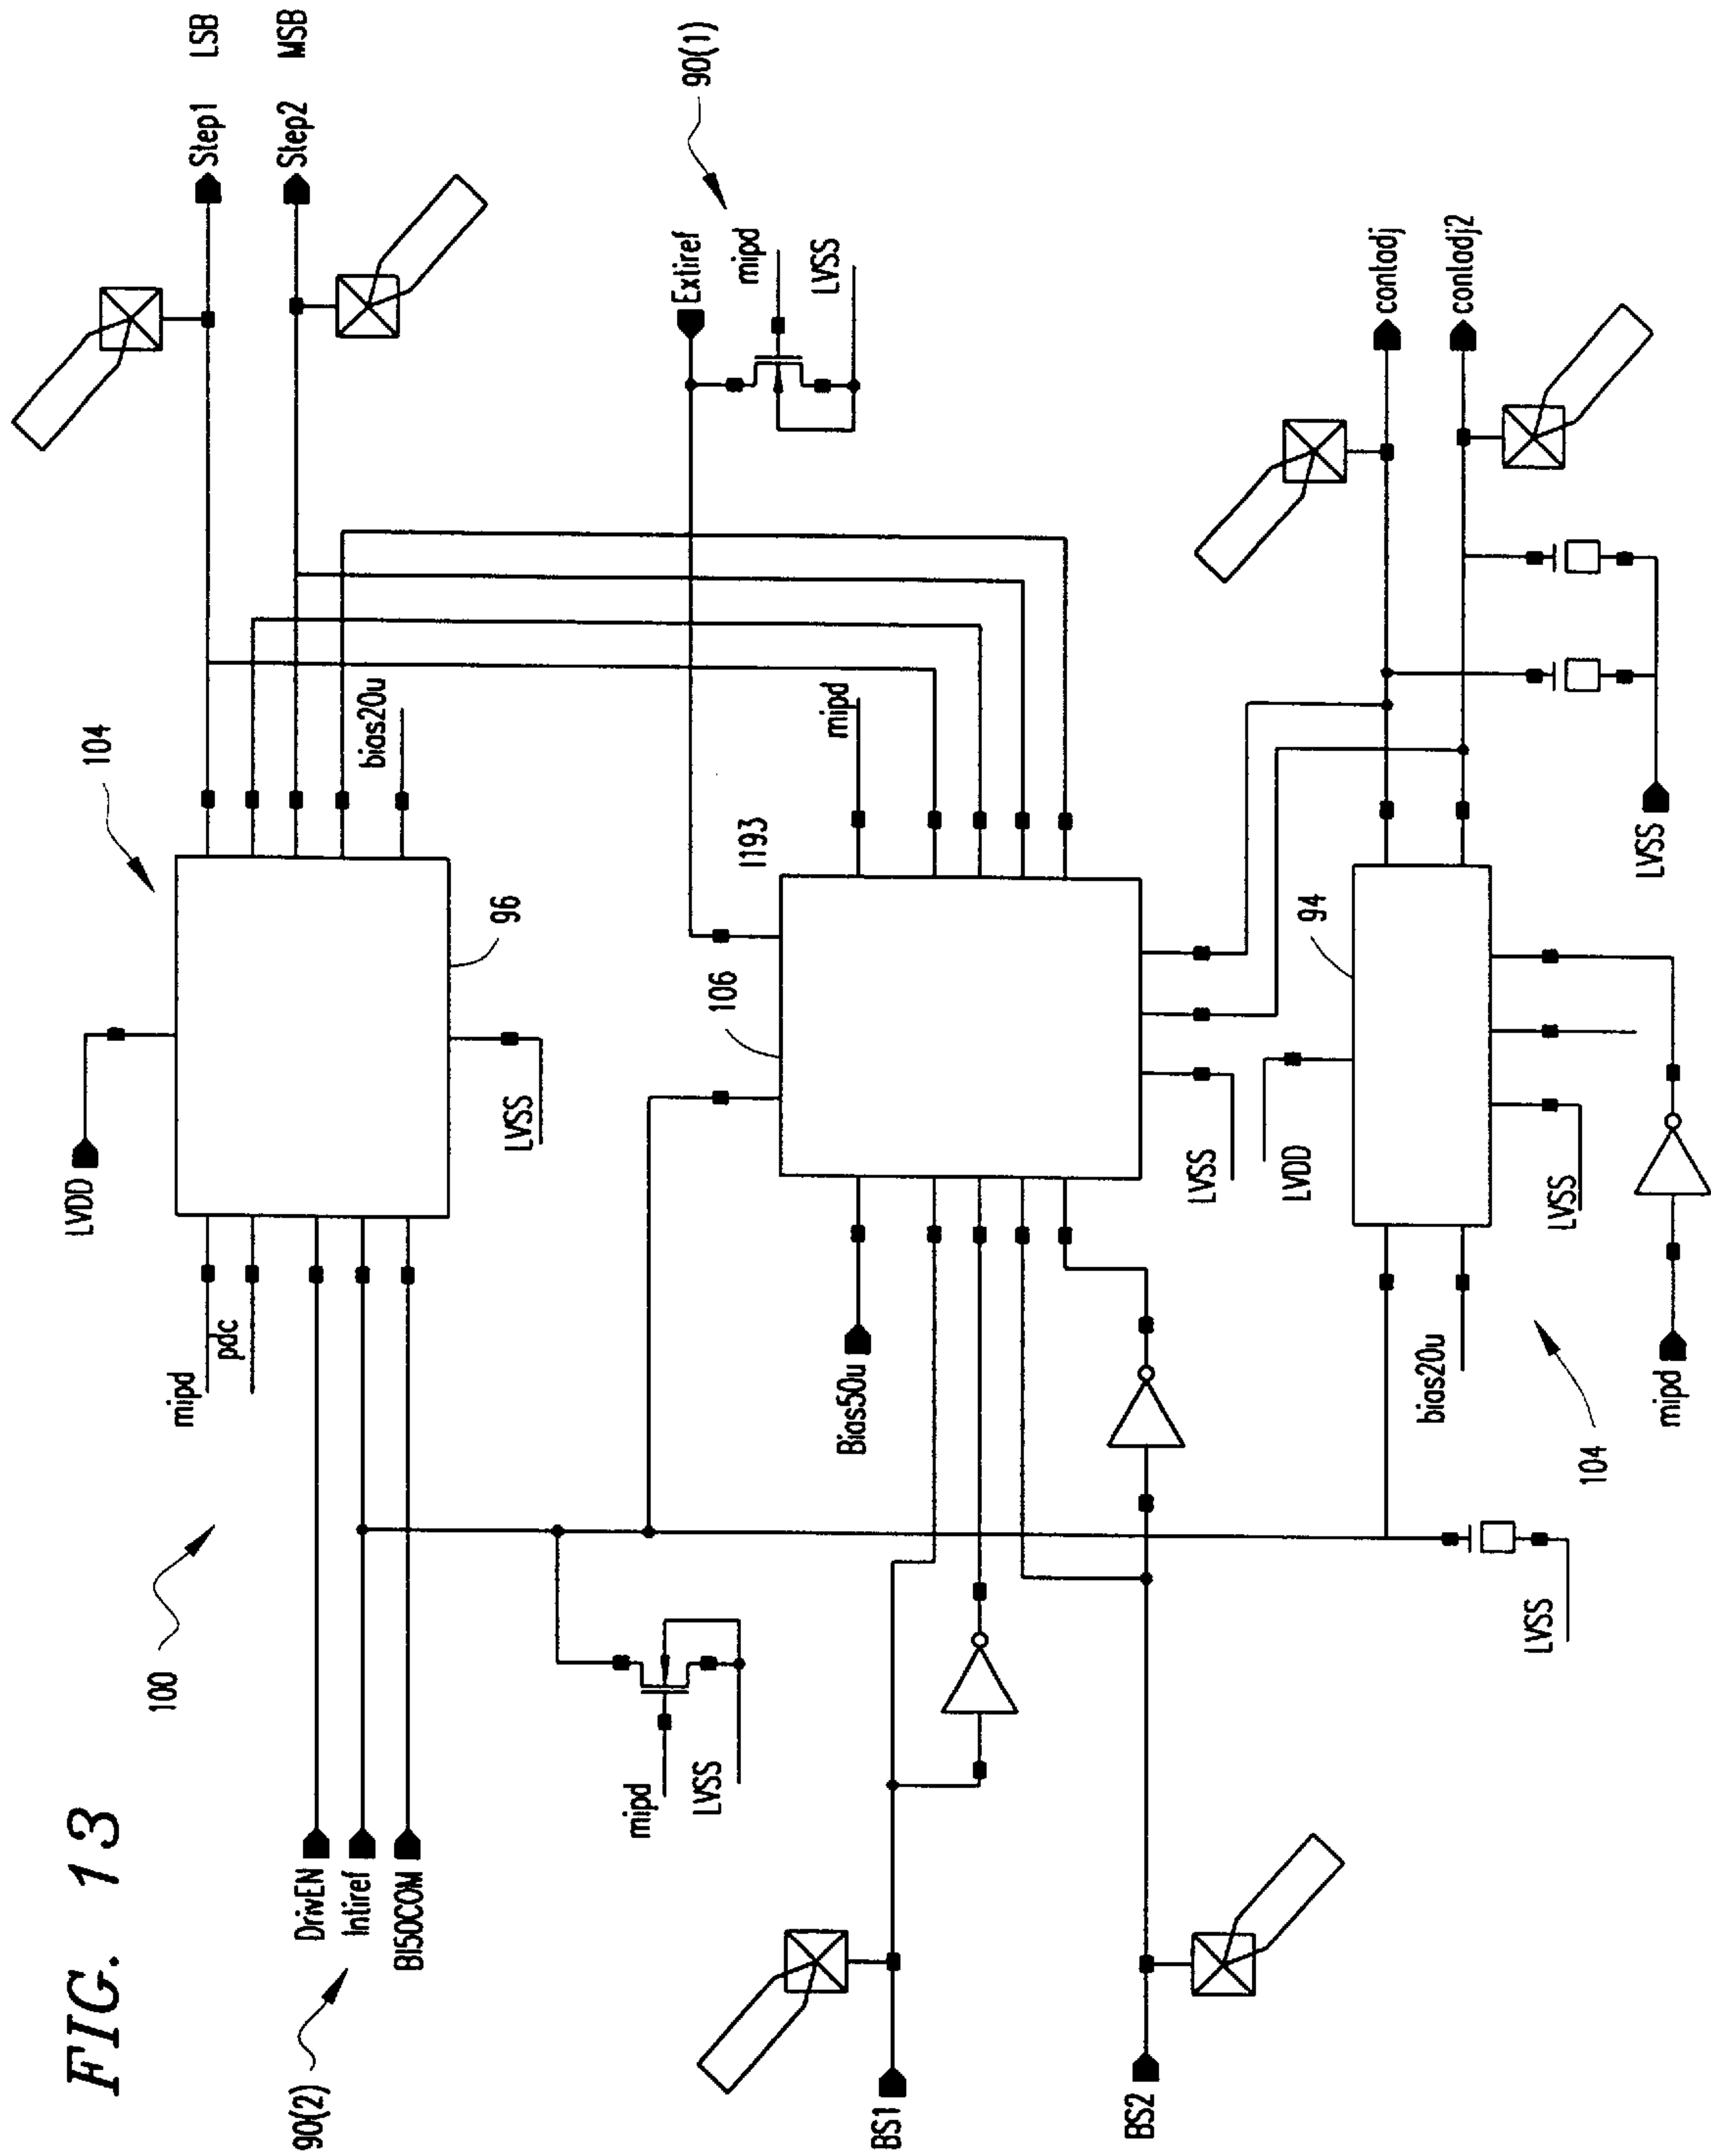 FIG. 13
100
104
LSB
MSB
Step1
Step2
LVDD
mipd
pdc
bias20u
96
LVSS
DrivEN
Intiref
BI50COM
90(2)
90(1)
Extiref
mipd
LVSS
mipd
LVSS
mipd
I193
106
Bias50u
LVSS
BS1
BS2
contadj
contadj2
LVDD
94
LVSS
bias20u
104
mipd
LVSS
LVSS